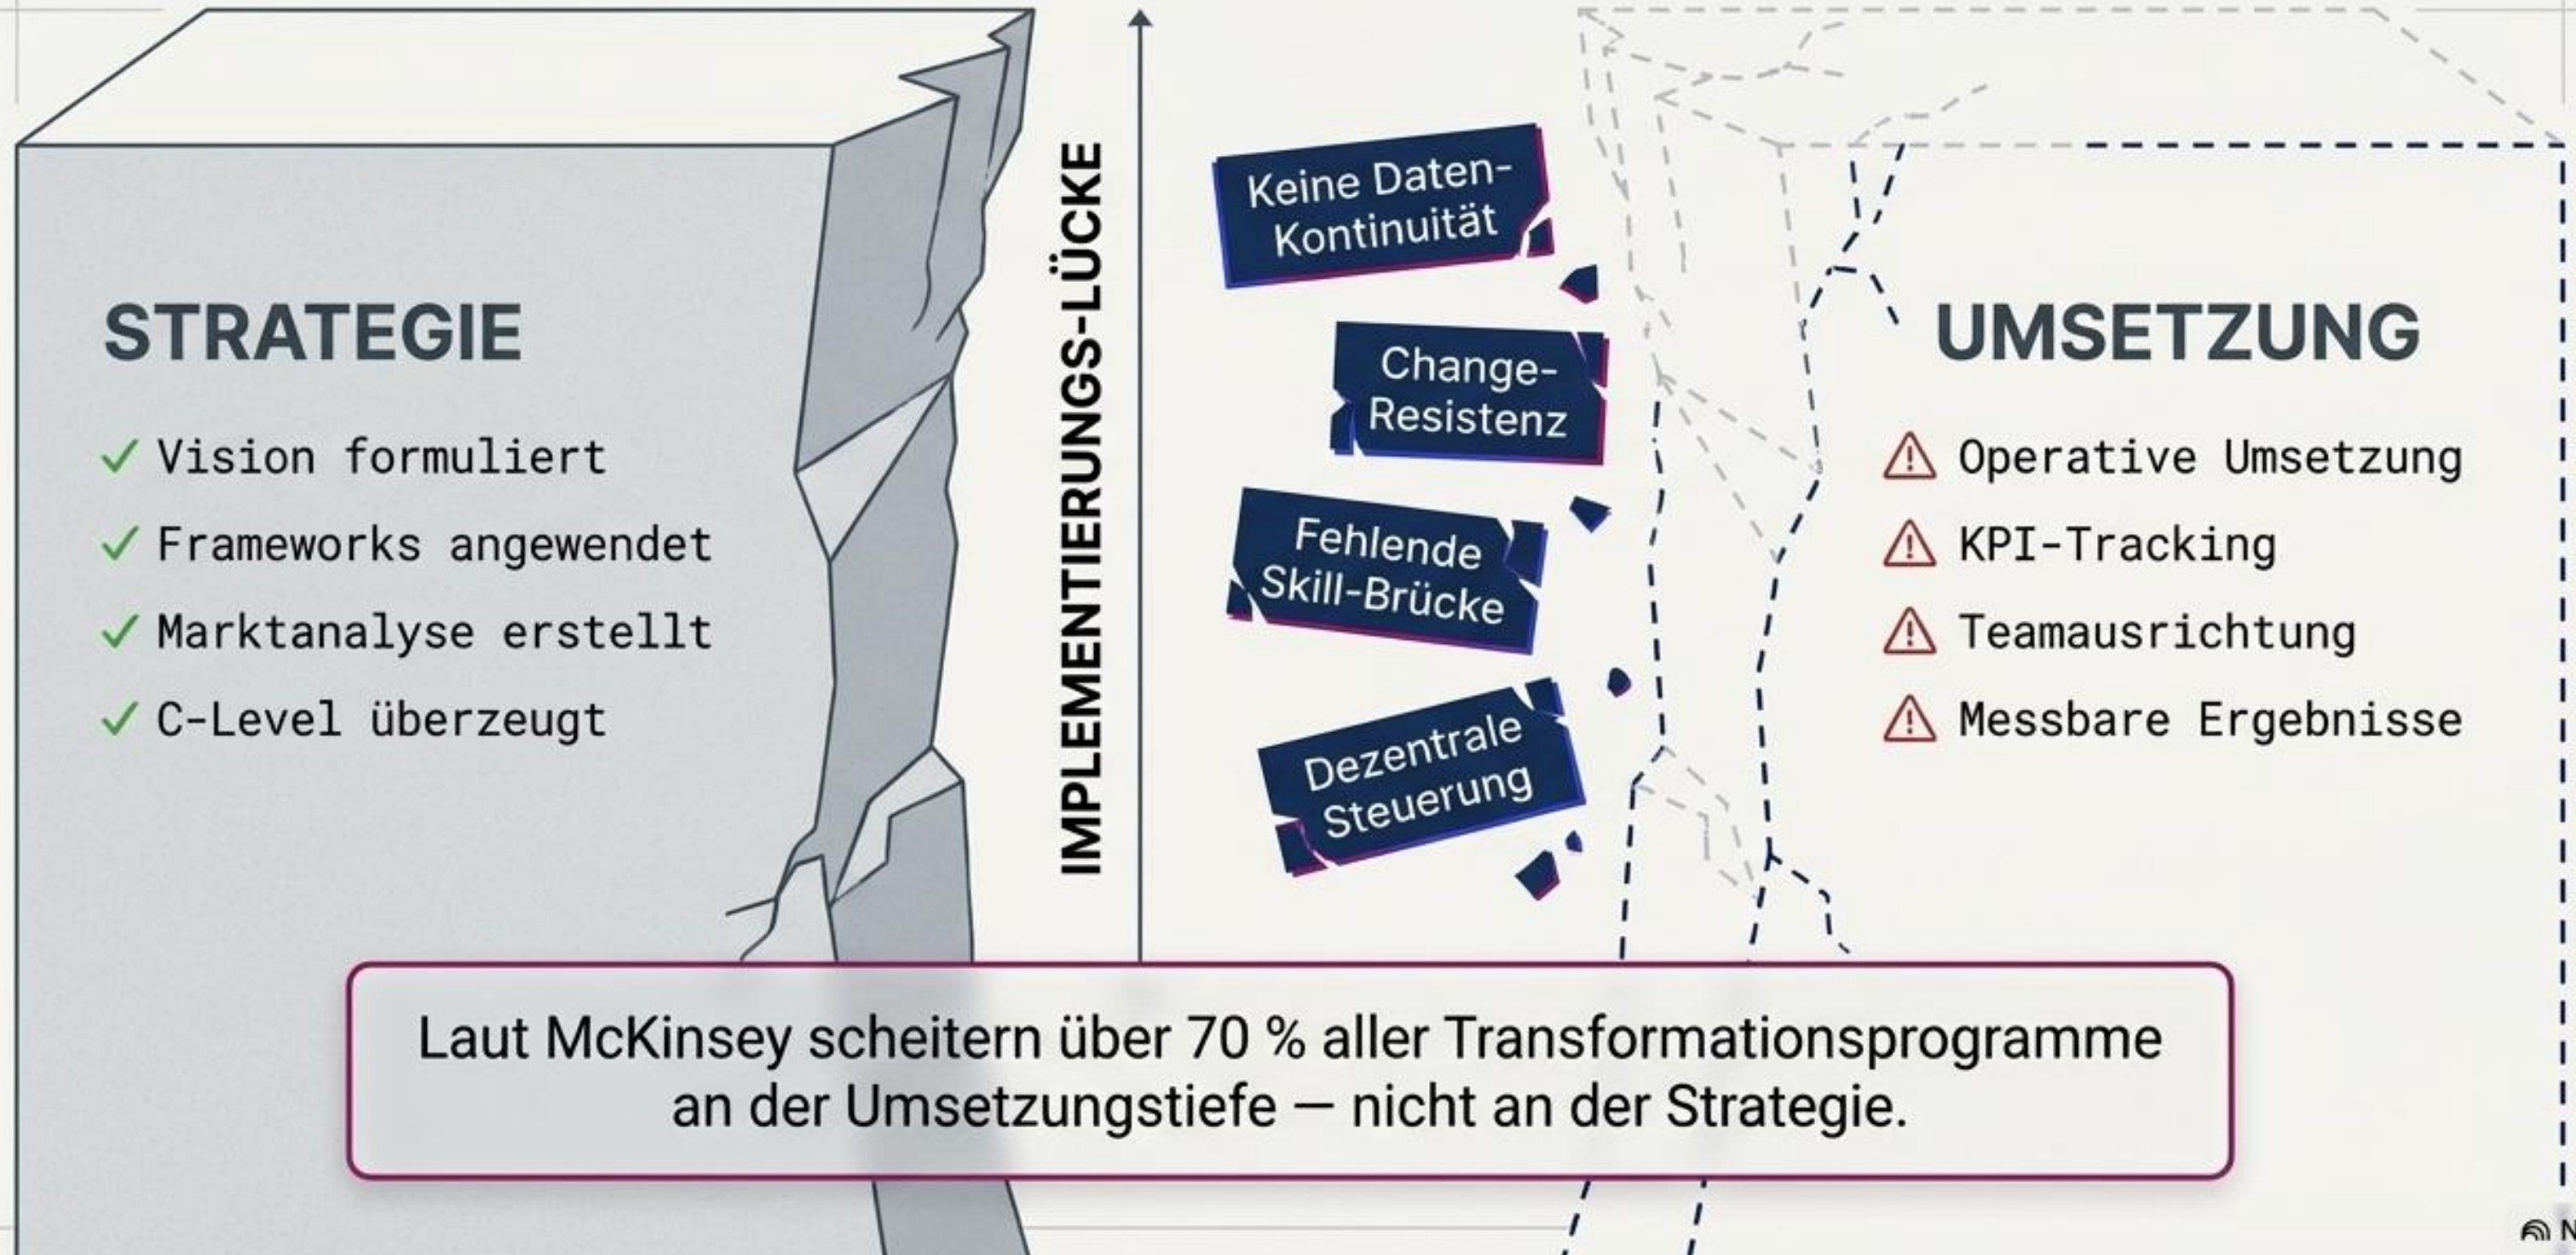 STRATEGIE
✓ Vision formuliert
✓ Frameworks angewendet
✓ Marktanalyse erstellt
✓ C-Level überzeugt
IMPLEMENTIERUNGS-LÜCKE
Keine Daten-
Kontinuität
Change-
Resistenz
Fehlende
Skill-Brücke
Dezentrale
Steuerung
UMSETZUNG
Operative Umsetzung
KPI-Tracking
Teamausrichtung
Messbare Ergebnisse
Laut McKinsey scheitern über 70 % aller Transformationsprogramme
an der Umsetzungstiefe — nicht an der Strategie.